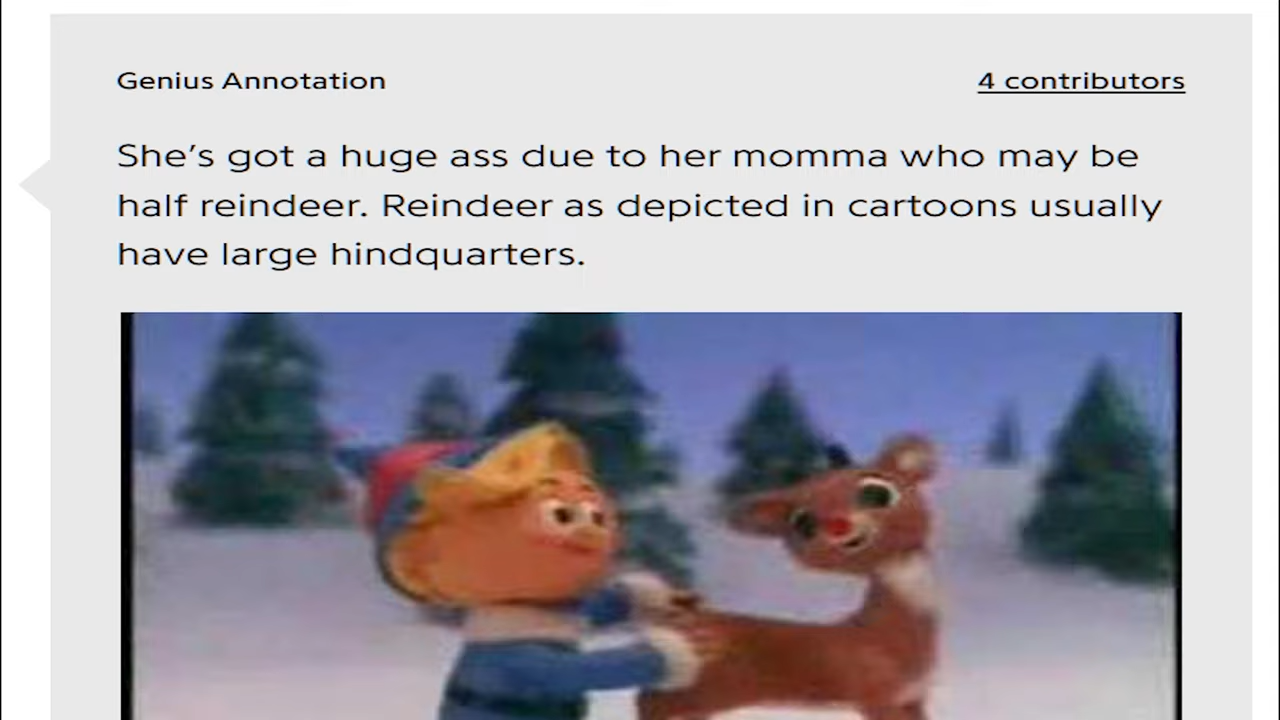 Genius Annotation
4 contributors
She’s got a huge ass due to her momma who may be
half reindeer. Reindeer as depicted in cartoons usually
have large hindquarters.